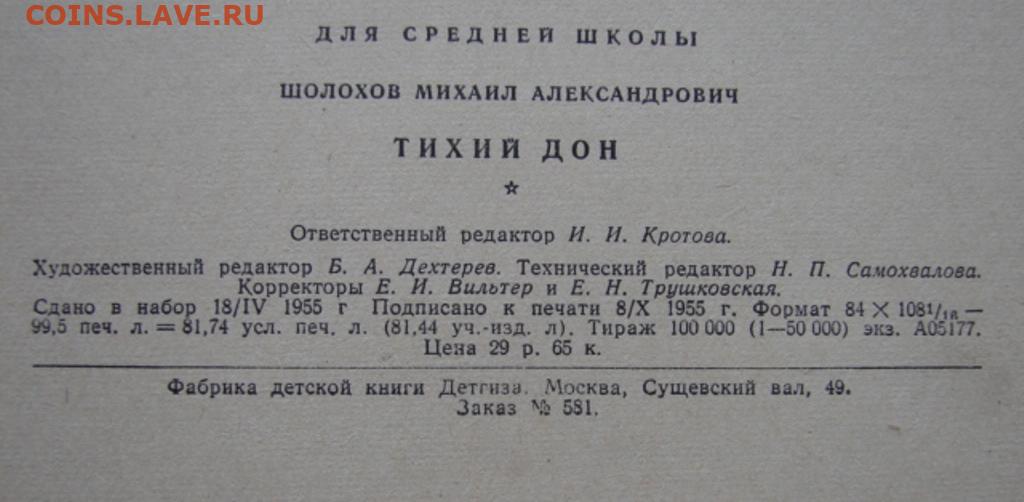 COINS.LAVE.RU
ДЛЯ СРЕДНЕЙ ШКОЛЫ
ШОЛОХОВ МИХАИЛ АЛЕКСАНДРОВИЧ
ТИХИЙ ДОН
☆
Ответственный редактор И. И. Кротова.
Художественный редактор Б. А. Дехтерев. Технический редактор Н. П. Самохвалова.
Корректоры Е. И. Вильтер и Е. Н. Трушковская.
Сдано в набор 18/IV 1955 г Подписано к печати 8/X 1955 г. Формат 84 × 108¹/₁₆ —
99,5 печ. л. = 81,74 усл. печ. л. (81,44 уч.-изд. л). Тираж 100 000 (1—50 000) экз. А05177.
Цена 29 р. 65 к.
Фабрика детской книги Детгиза. Москва, Сущевский вал, 49.
Заказ № 581.